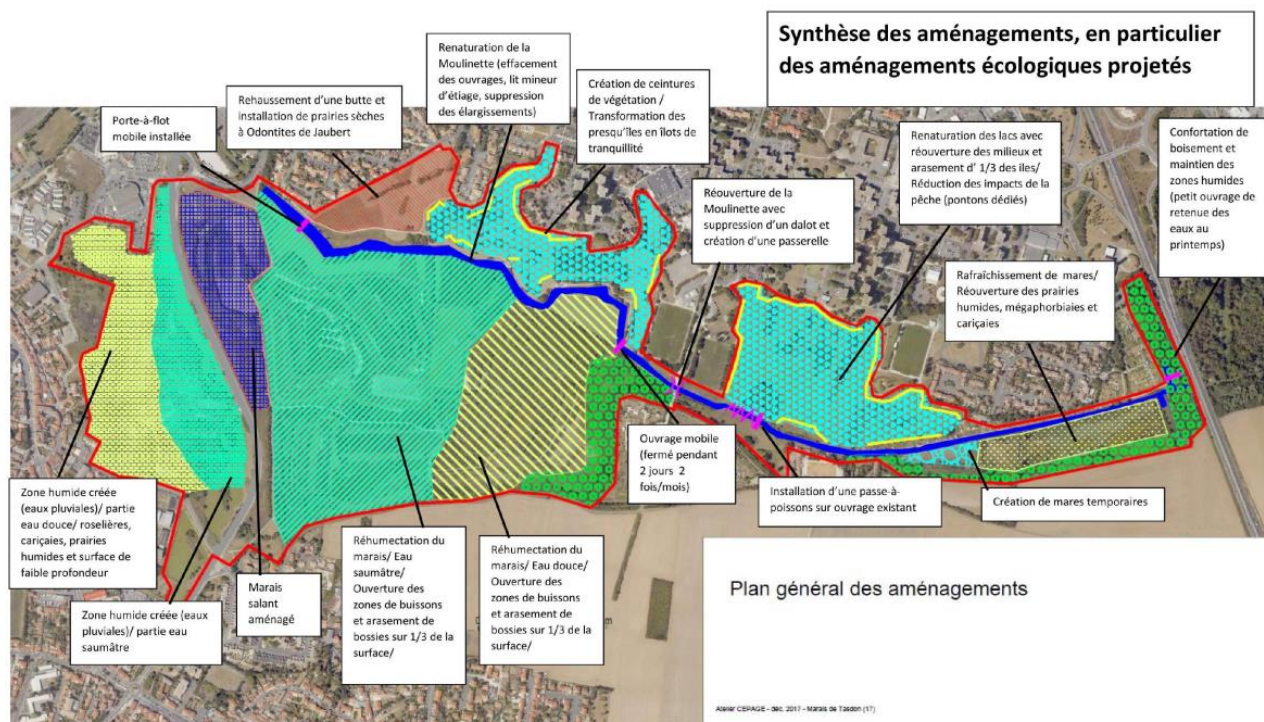 Synthèse des aménagements, en particulier
des aménagements écologiques projetés
Porte-à-flot
mobile installée
Rehaussement d'une butte et
installation de prairies sèches
à Odontites de Jaubert
Renaturation de la
Moulinette (effacement
des ouvrages, lit mineur
d'étiage, suppression
des élargissements)
Création de ceintures
de végétation /
Transformation des
presqu'îles en îlots de
tranquillité
Réouverture de la
Moulinette avec
suppression d'un dalot et
création d'une passerelle
Renaturation des lacs avec
réouverture des milieux et
arasement d' 1/3 des iles/
Réduction des impacts de la
pêche (pontons dédiés)
Rafraîchissement de mares/
Réouverture des prairies
humides, mégaphorbiaies et
cariçaies
Confortation de
boisement et
maintien des
zones humides
(petit ouvrage de
retenue des
eaux au
printemps)
Zone humide créée
(eaux pluviales)/ partie
eau douce/ roselières,
cariçaies, prairies
humides et surface de
faible profondeur
Zone humide créée (eaux
pluviales)/ partie eau
saumâtre
Marais
salant
aménagé
Réhumectation du
marais/ Eau
saumâtre/
Ouverture des
zones de buissons
et arasement de
bossies sur 1/3 de la
surface/
Réhumectation du
marais/ Eau douce/
Ouverture des
zones de buissons
et arasement de
bossies sur 1/3 de la
surface/
Ouvrage mobile
(fermé pendant
2 jours 2
fois/mois)
Installation d'une passe-à-
poissons sur ouvrage existant
Création de mares temporaires
Plan général des aménagements
Atelier CEPAGE - déc. 2017 - Marais de Tasdon (17)